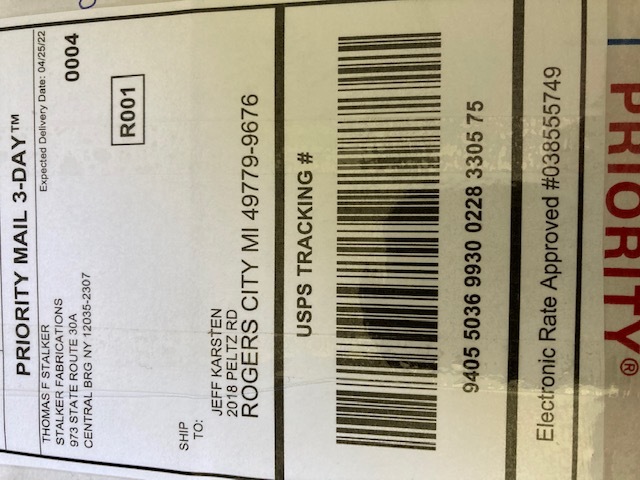 PRIORITY MAIL 3-DAY™
THOMAS F STALKER
STALKER FABRICATIONS
973 STATE ROUTE 30A
CENTRAL BRG NY 12035-2307
Expected Delivery Date: 04/25/22
0004
R001
SHIP
TO:
JEFF KARSTEN
2018 PELTZ RD
ROGERS CITY MI 49779-9676
USPS TRACKING #
9405 5036 9930 0228 3305 75
Electronic Rate Approved #038555749
PRIORITY®